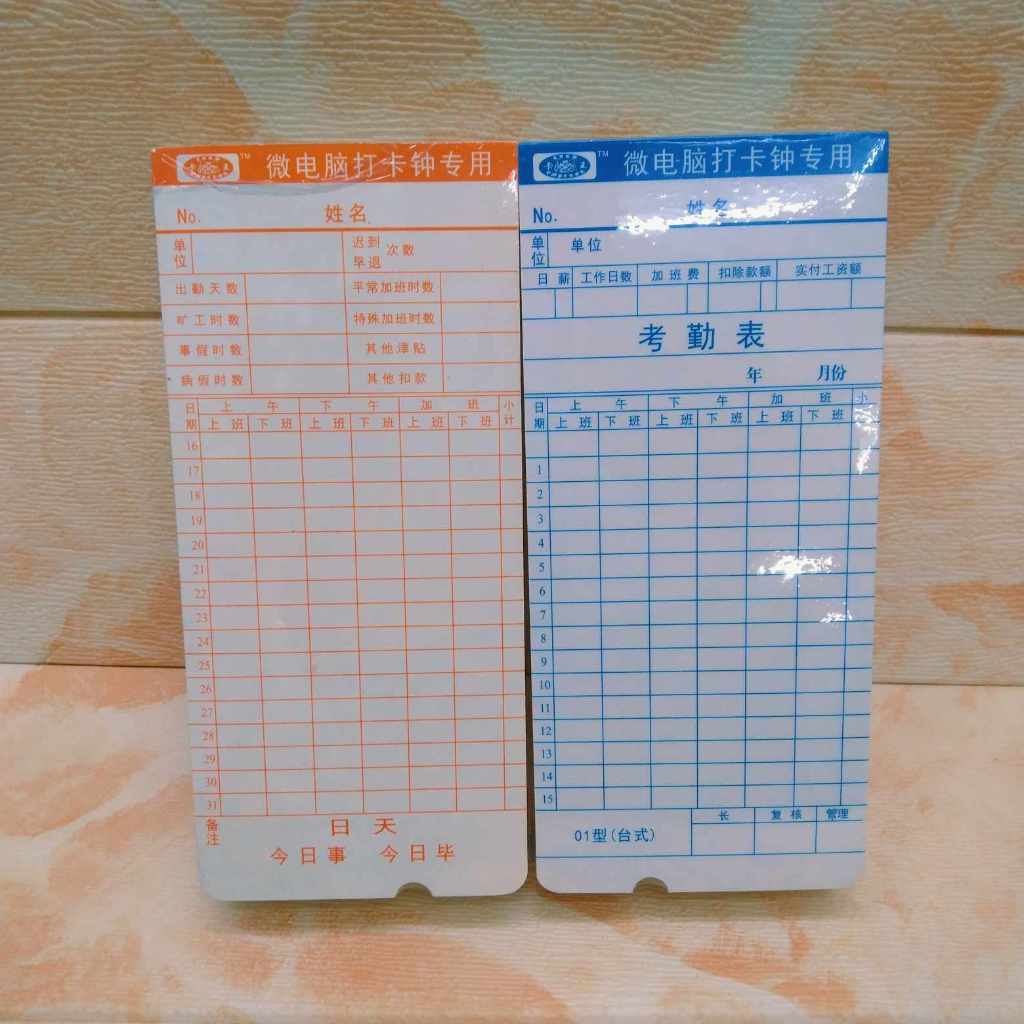 微电脑打卡钟专用
No. 姓名
单位 迟到早退 次数
出勤天数 平常加班时数
旷工时数 特殊加班时数
事假时数 其他津贴
病假时数 其他扣款
日期 上午 下午 加班 小计
上班 下班 上班 下班 上班 下班
16
17
18
19
20
21
22
23
24
25
26
27
28
29
30
31
备注 日 天
今日事 今日毕
TM 微电脑打卡钟专用
No. 姓名
单位 单位
日薪 工作日数 加班费 扣除款额 实付工资额
考勤表
年 月份
日期 上午 下午 加班 小
上班 下班 上班 下班 上班 下班
1
2
3
4
5
6
7
8
9
10
11
12
13
14
15
01型(台式) 长 复核 管理